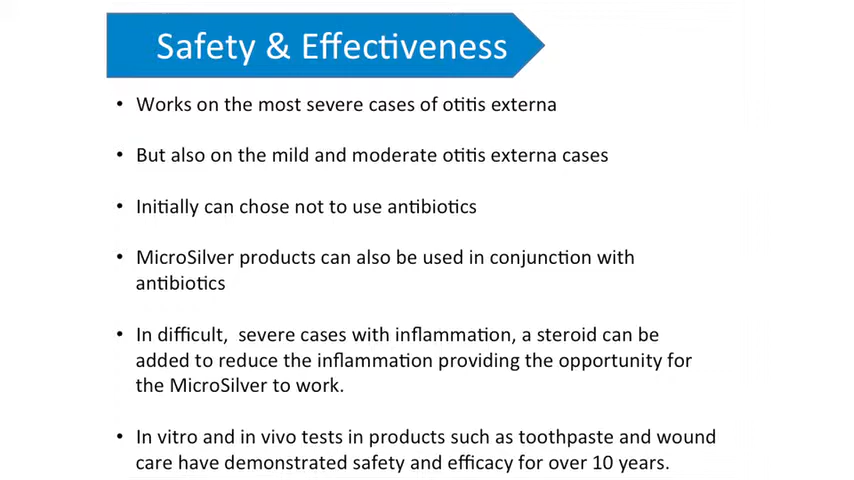 Safety & Effectiveness
• Works on the most severe cases of otitis externa
• But also on the mild and moderate otitis externa cases
• Initially can chose not to use antibiotics
• MicroSilver products can also be used in conjunction with
antibiotics
• In difficult,  severe cases with inflammation, a steroid can be
added to reduce the inflammation providing the opportunity for
the MicroSilver to work.
• In vitro and in vivo tests in products such as toothpaste and wound
care have demonstrated safety and efficacy for over 10 years.